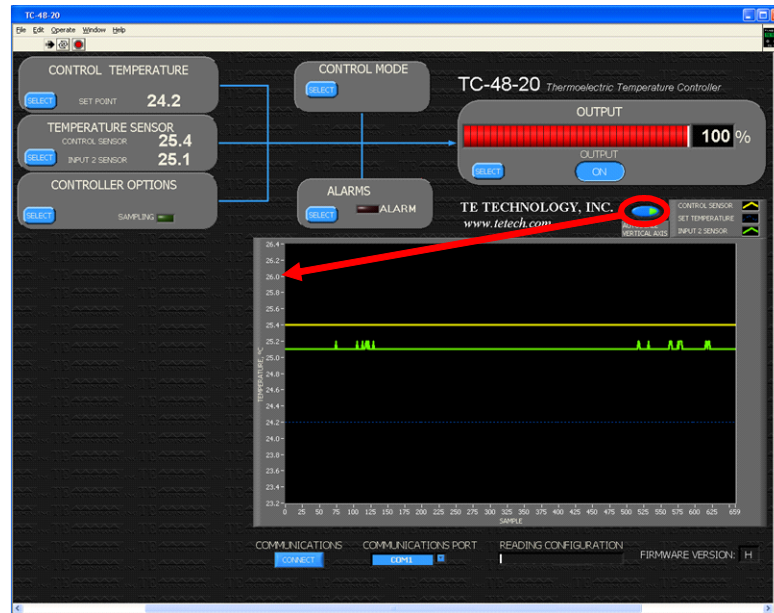 TC-48-20
File Edit Operate Window Help
CONTROL TEMPERATURE
SELECT SET POINT 24.2
TEMPERATURE SENSOR
CONTROL SENSOR 25.4
SELECT INPUT 2 SENSOR 25.1
CONTROLLER OPTIONS
SELECT SAMPLING
CONTROL MODE
SELECT
ALARMS
SELECT ALARM
TC-48-20 Thermoelectric Temperature Controller
OUTPUT
100 %
OUTPUT
SELECT ON
TE TECHNOLOGY, INC.
www.tetech.com
VERTICAL AXIS
CONTROL SENSOR
SET TEMPERATURE
INPUT 2 SENSOR
26.4
26.2
26.0
25.8
25.6
25.4
25.2
25.0
24.8
24.6
24.4
24.2
24.0
23.8
23.6
23.4
23.2
TEMPERATURE, °C
0 25 50 75 100 125 150 175 200 225 250 275 300 325 350 375 400 425 450 475 500 525 550 575 600 625 659
SAMPLE
COMMUNICATIONS
CONNECT
COMMUNICATIONS PORT
COM1
READING CONFIGURATION
FIRMWARE VERSION: H